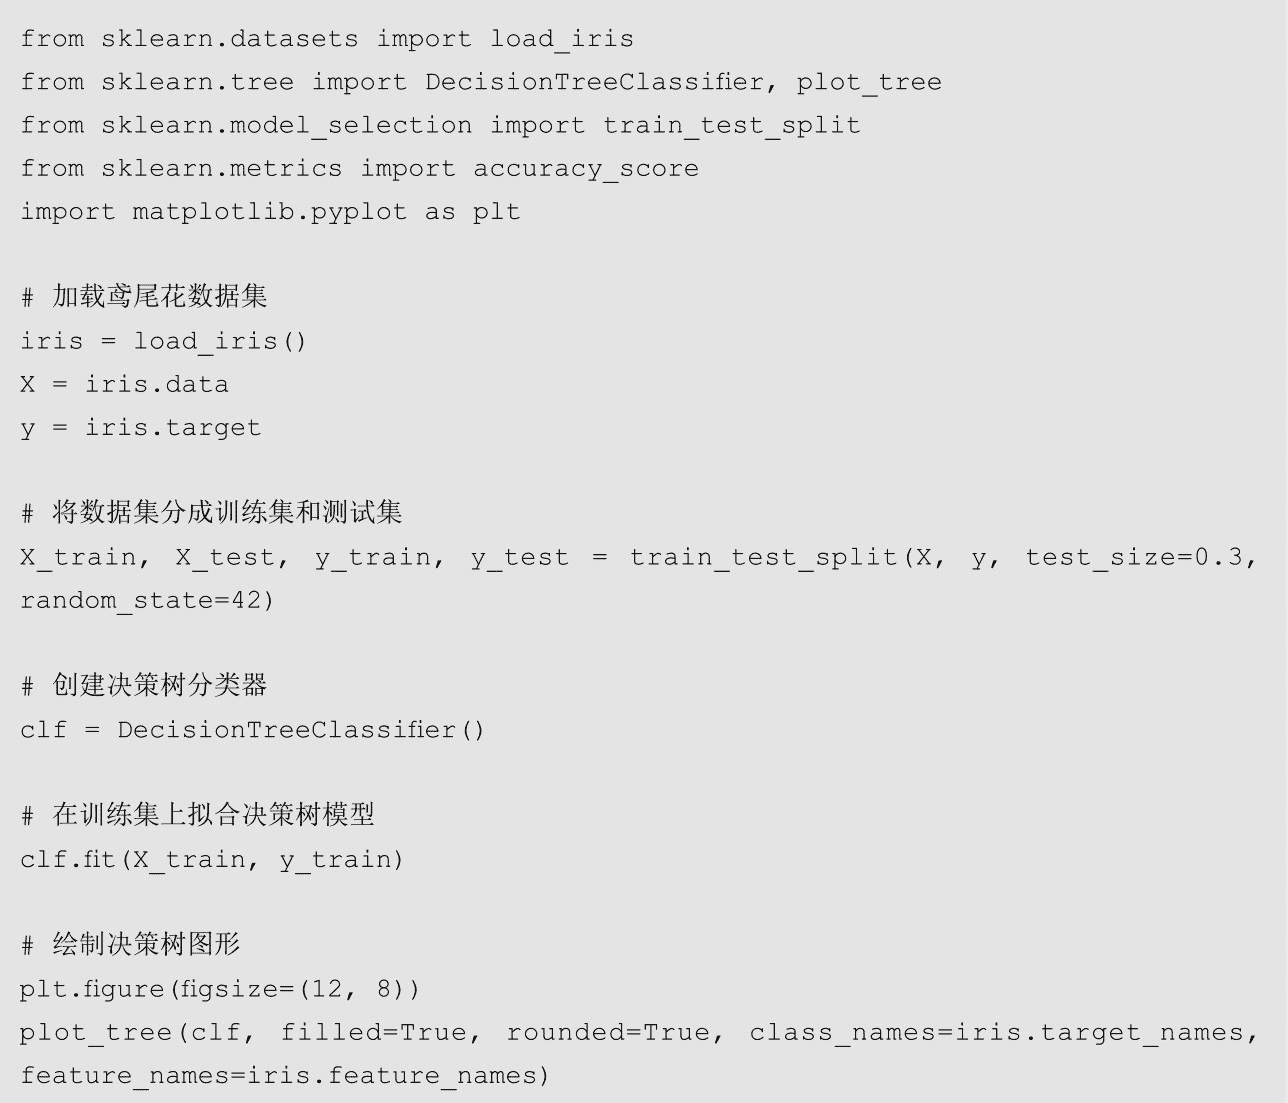 from sklearn.datasets import load_iris
from sklearn.tree import DecisionTreeClassifier, plot_tree
from sklearn.model_selection import train_test_split
from sklearn.metrics import accuracy_score
import matplotlib.pyplot as plt
# 加载鸢尾花数据集
iris = load_iris()
X = iris.data
y = iris.target
# 将数据集分成训练集和测试集
X_train, X_test, y_train, y_test = train_test_split(X, y, test_size=0.3,
random_state=42)
# 创建决策树分类器
clf = DecisionTreeClassifier()
# 在训练集上拟合决策树模型
clf.fit(X_train, y_train)
# 绘制决策树图形
plt.figure(figsize=(12, 8))
plot_tree(clf, filled=True, rounded=True, class_names=iris.target_names,
feature_names=iris.feature_names)